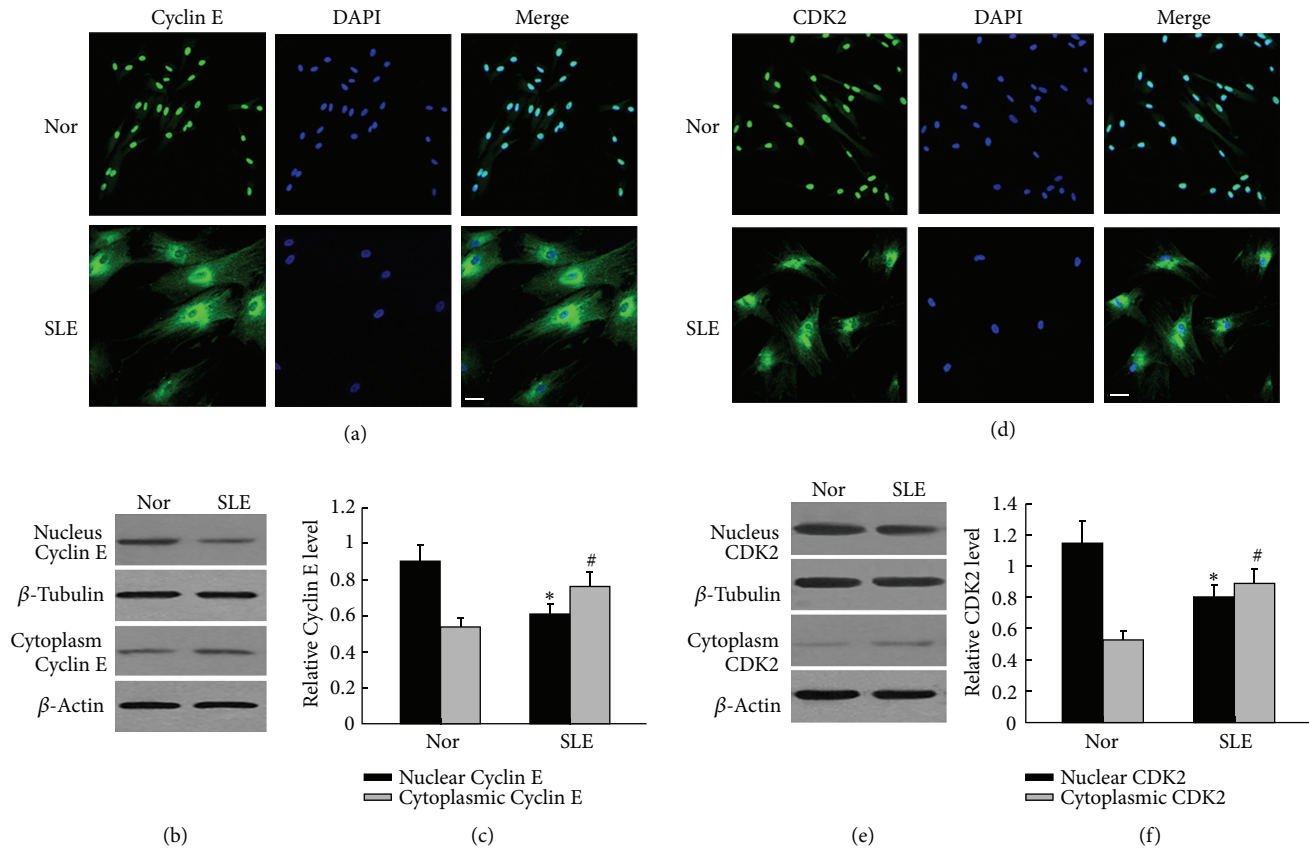 Cyclin E DAPI Merge
Nor
SLE
(a)
CDK2 DAPI Merge
Nor
SLE
(d)
Nor SLE
Nucleus
Cyclin E
β-Tubulin
Cytoplasm
Cyclin E
β-Actin
(b)
Relative Cyclin E level
1.2
1
0.8
0.6
0.4
0.2
0
*
#
Nor SLE
Nuclear Cyclin E
Cytoplasmic Cyclin E
(c)
Nor SLE
Nucleus
CDK2
β-Tubulin
Cytoplasm
CDK2
β-Actin
(e)
Relative CDK2 level
1.4
1.2
1
0.8
0.6
0.4
0.2
0
*
#
Nor SLE
Nuclear CDK2
Cytoplasmic CDK2
(f)